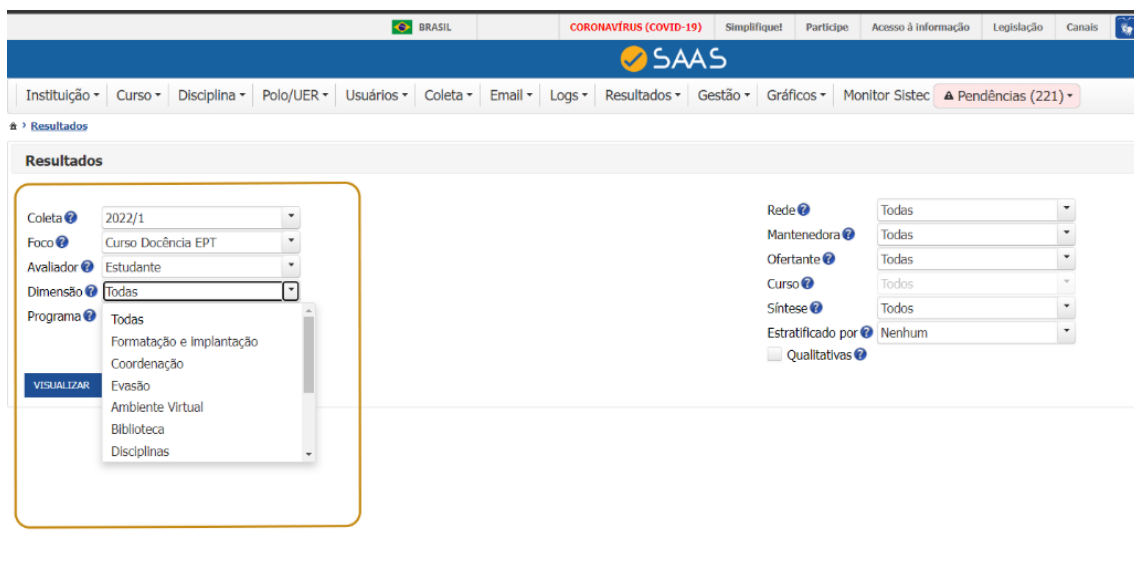 BRASIL CORONAVÍRUS (COVID-19) Simplifique! Participe Acesso à informação Legislação Canais
SAAS
Instituição Curso Disciplina Polo/UER Usuários Coleta Email Logs Resultados Gestão Gráficos Monitor Sistec Pendências (221)
Resultados
Resultados
Coleta 2022/1
Foco Curso Docência EPT
Avaliador Estudante
Dimensão Todas
Programa
Todas
Formatação e implantação
Coordenação
Evasão
Ambiente Virtual
Biblioteca
Disciplinas
VISUALIZAR
Rede Todas
Mantenedora Todas
Ofertante Todas
Curso Todos
Síntese Todos
Estratificado por Nenhum
Qualitativas